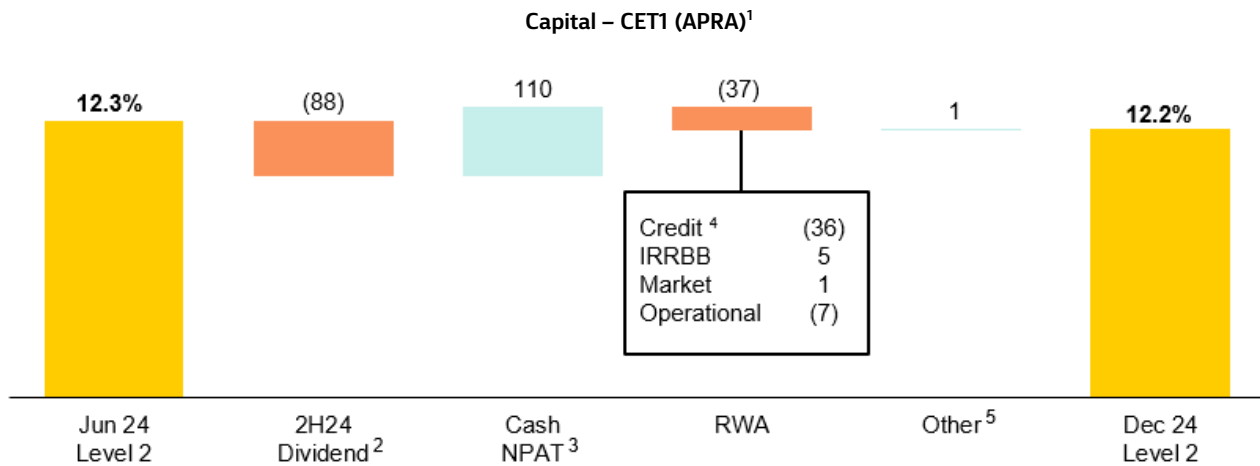 Capital – CET1 (APRA)¹
12.3%
(88)
110
(37)
1
12.2%
Credit ⁴ (36)
IRRBB 5
Market 1
Operational (7)
Jun 24
Level 2
2H24
Dividend ²
Cash
NPAT ³
RWA
Other ⁵
Dec 24
Level 2